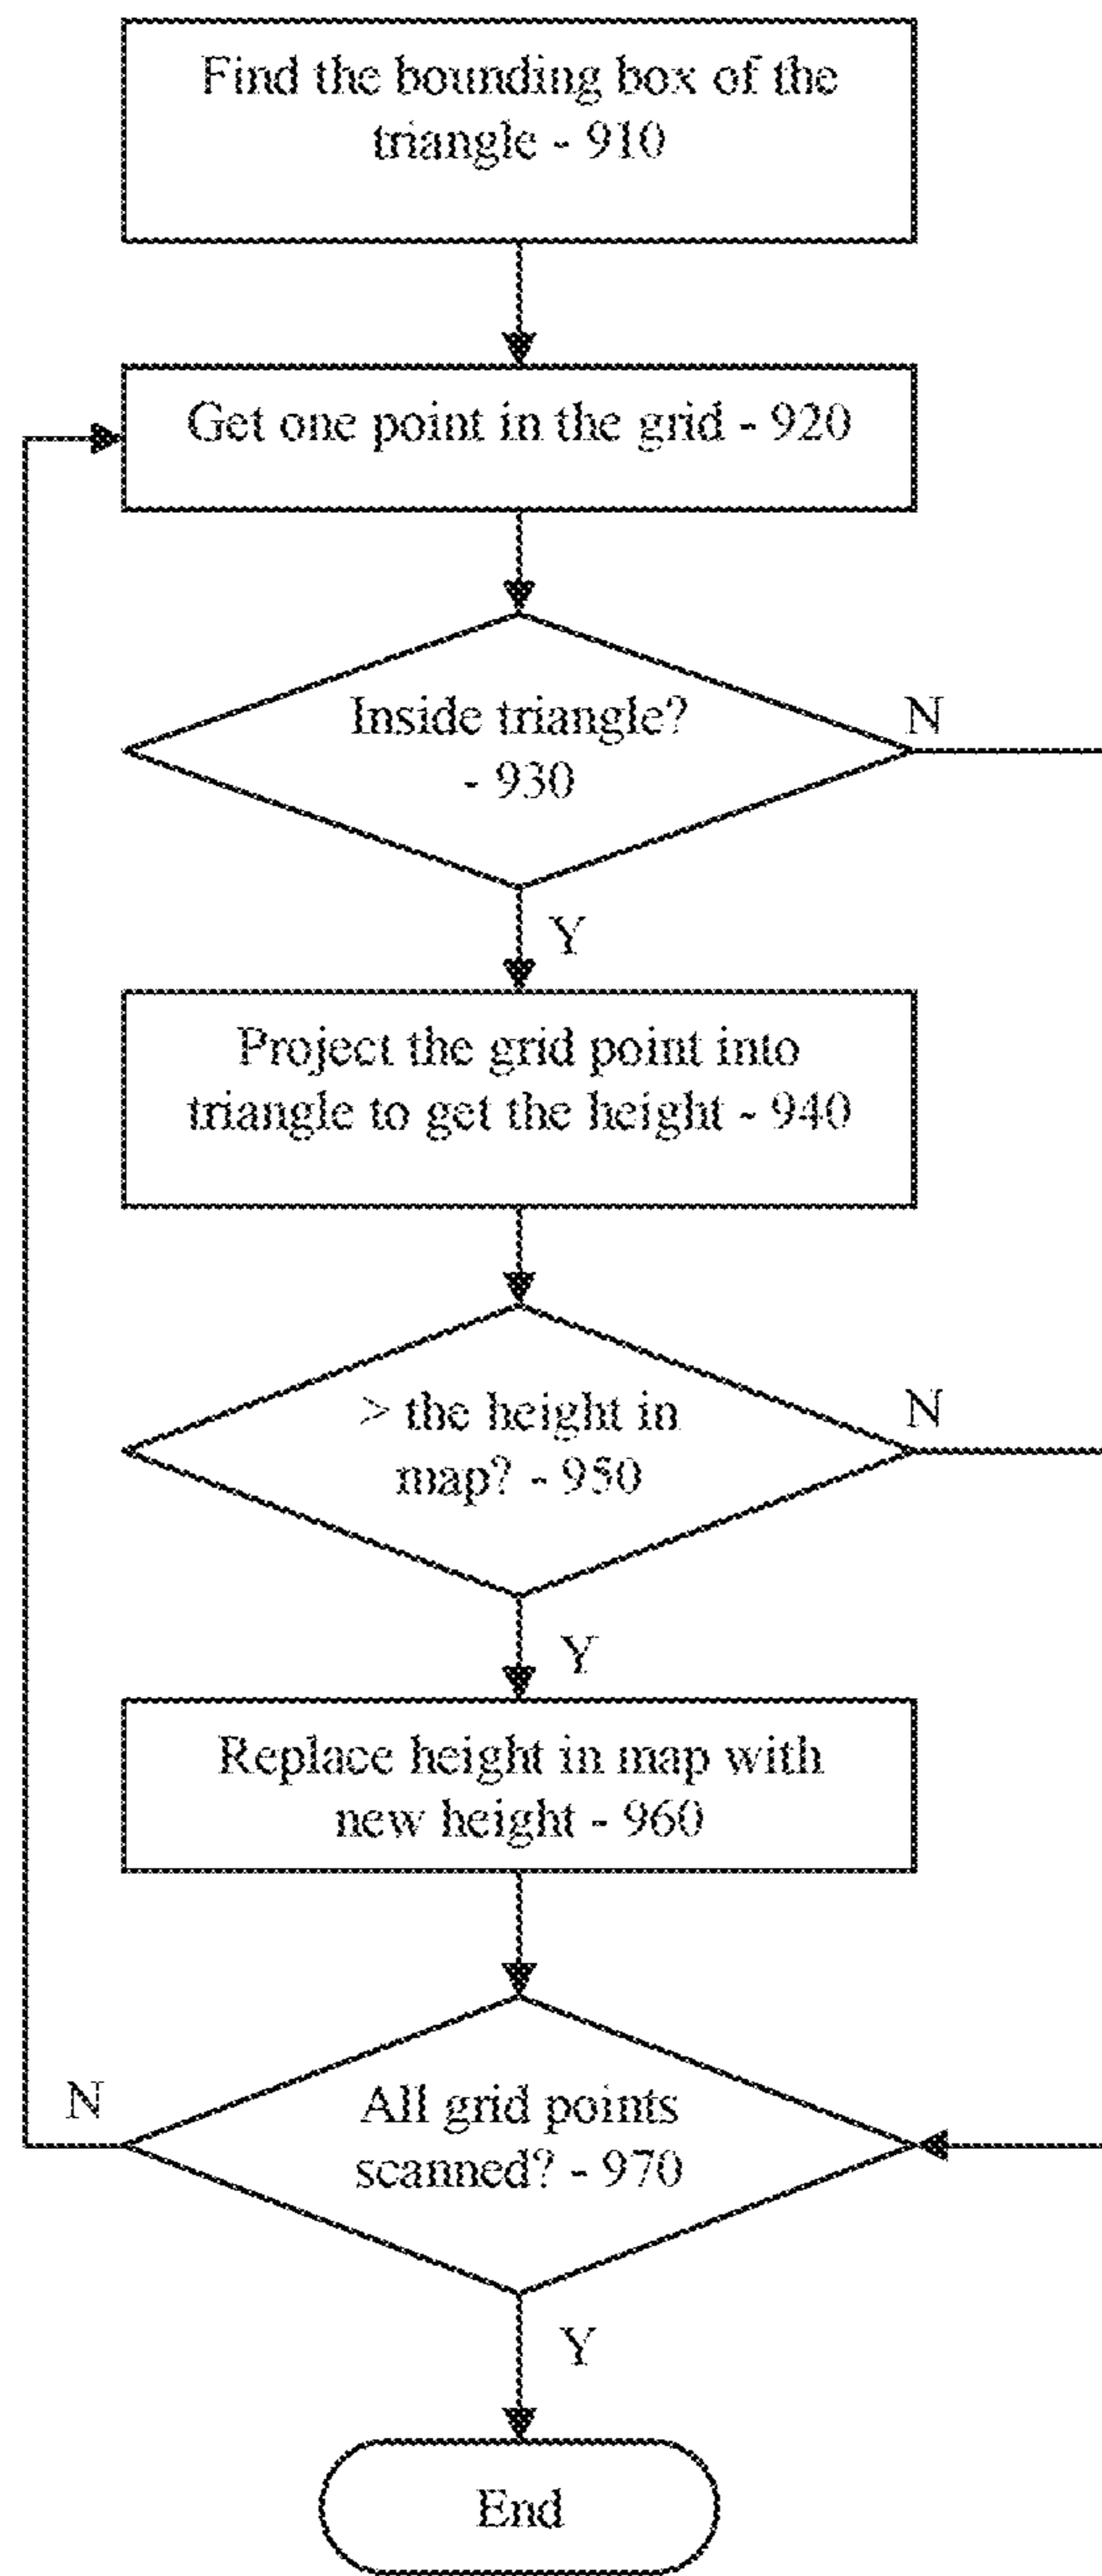 Find the bounding box of the
triangle - 910
Get one point in the grid - 920
Inside triangle?
- 930
N
Y
Project the grid point into
triangle to get the height - 940
> the height in
map? - 950
N
Y
Replace height in map with
new height - 960
All grid points
scanned? - 970
N
Y
End